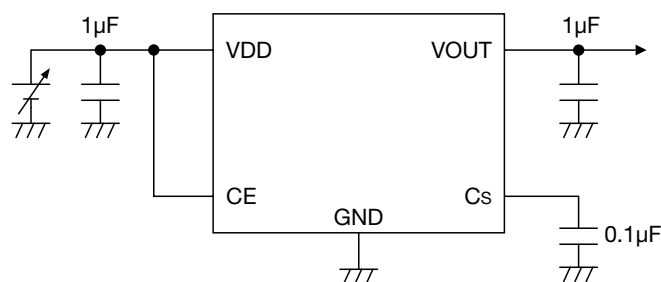 1μF
1μF
VDD
VOUT
CE
Cs
GND
0.1μF